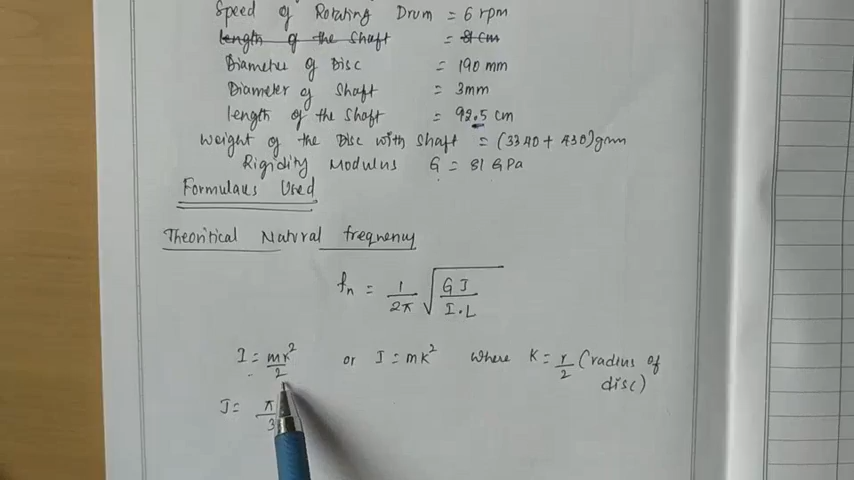 Speed of Rotating Drum = 6 rpm
length of the shaft = 81 cm
Diameter of Disc = 190 mm
Diameter of Shaft = 3mm
length of the shaft = 92.5 cm
Weight of the Disc with shaft = (3340 + 430) gmm
Rigidity Modulus G = 81 GPa
Formulaes Used
Theoritical Natural frequency
fn = 1/2π √(GJ/I.L)
I = mr²/2 or I = mk² where K = r/2 (radius of
disc)
J = π/3